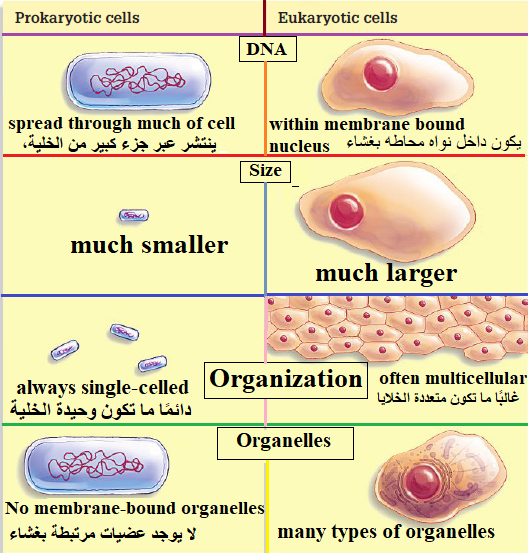 Prokaryotic cells
Eukaryotic cells
DNA
spread through much of cell
ينتشر عبر جزء كبير من الخلية،
within membrane bound
nucleus يكون داخل نواه محاطه بغشاء
Size
much smaller
much larger
Organization
always single-celled
دائمًا ما تكون وحيدة الخلية
often multicellular
غالبًا ما تكون متعددة الخلايا
Organelles
No membrane-bound organelles
لا يوجد عضيات مرتبطة بغشاء
many types of organelles